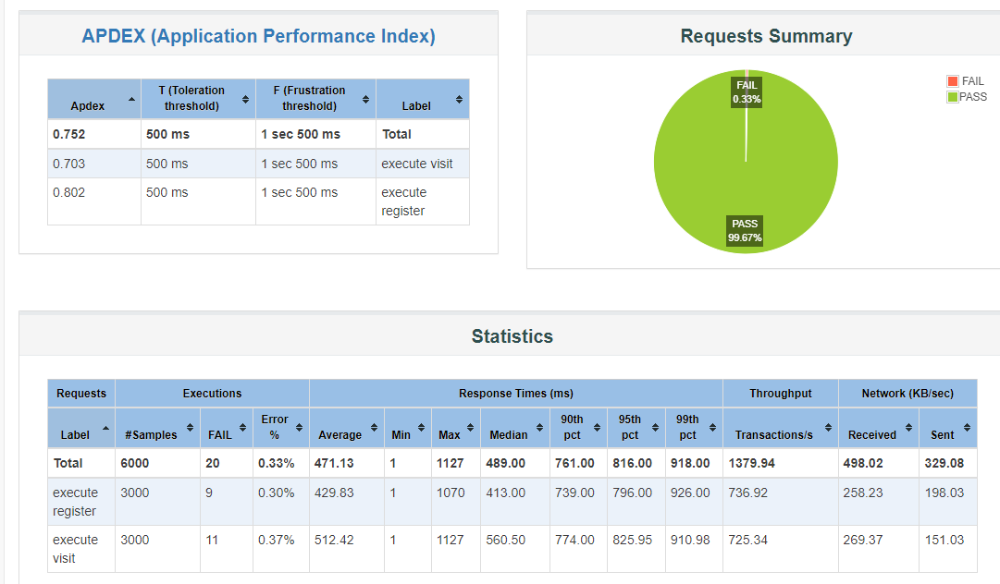 APDEX (Application Performance Index)
Apdex T (Toleration threshold) F (Frustration threshold) Label
0.752 500 ms 1 sec 500 ms Total
0.703 500 ms 1 sec 500 ms execute visit
0.802 500 ms 1 sec 500 ms execute register
Requests Summary
FAIL
0.33%
PASS
99.67%
FAIL
PASS
Statistics
Requests Executions Response Times (ms) Throughput Network (KB/sec)
Label #Samples FAIL Error % Average Min Max Median 90th pct 95th pct 99th pct Transactions/s Received Sent
Total 6000 20 0.33% 471.13 1 1127 489.00 761.00 816.00 918.00 1379.94 498.02 329.08
execute register 3000 9 0.30% 429.83 1 1070 413.00 739.00 796.00 926.00 736.92 258.23 198.03
execute visit 3000 11 0.37% 512.42 1 1127 560.50 774.00 825.95 910.98 725.34 269.37 151.03